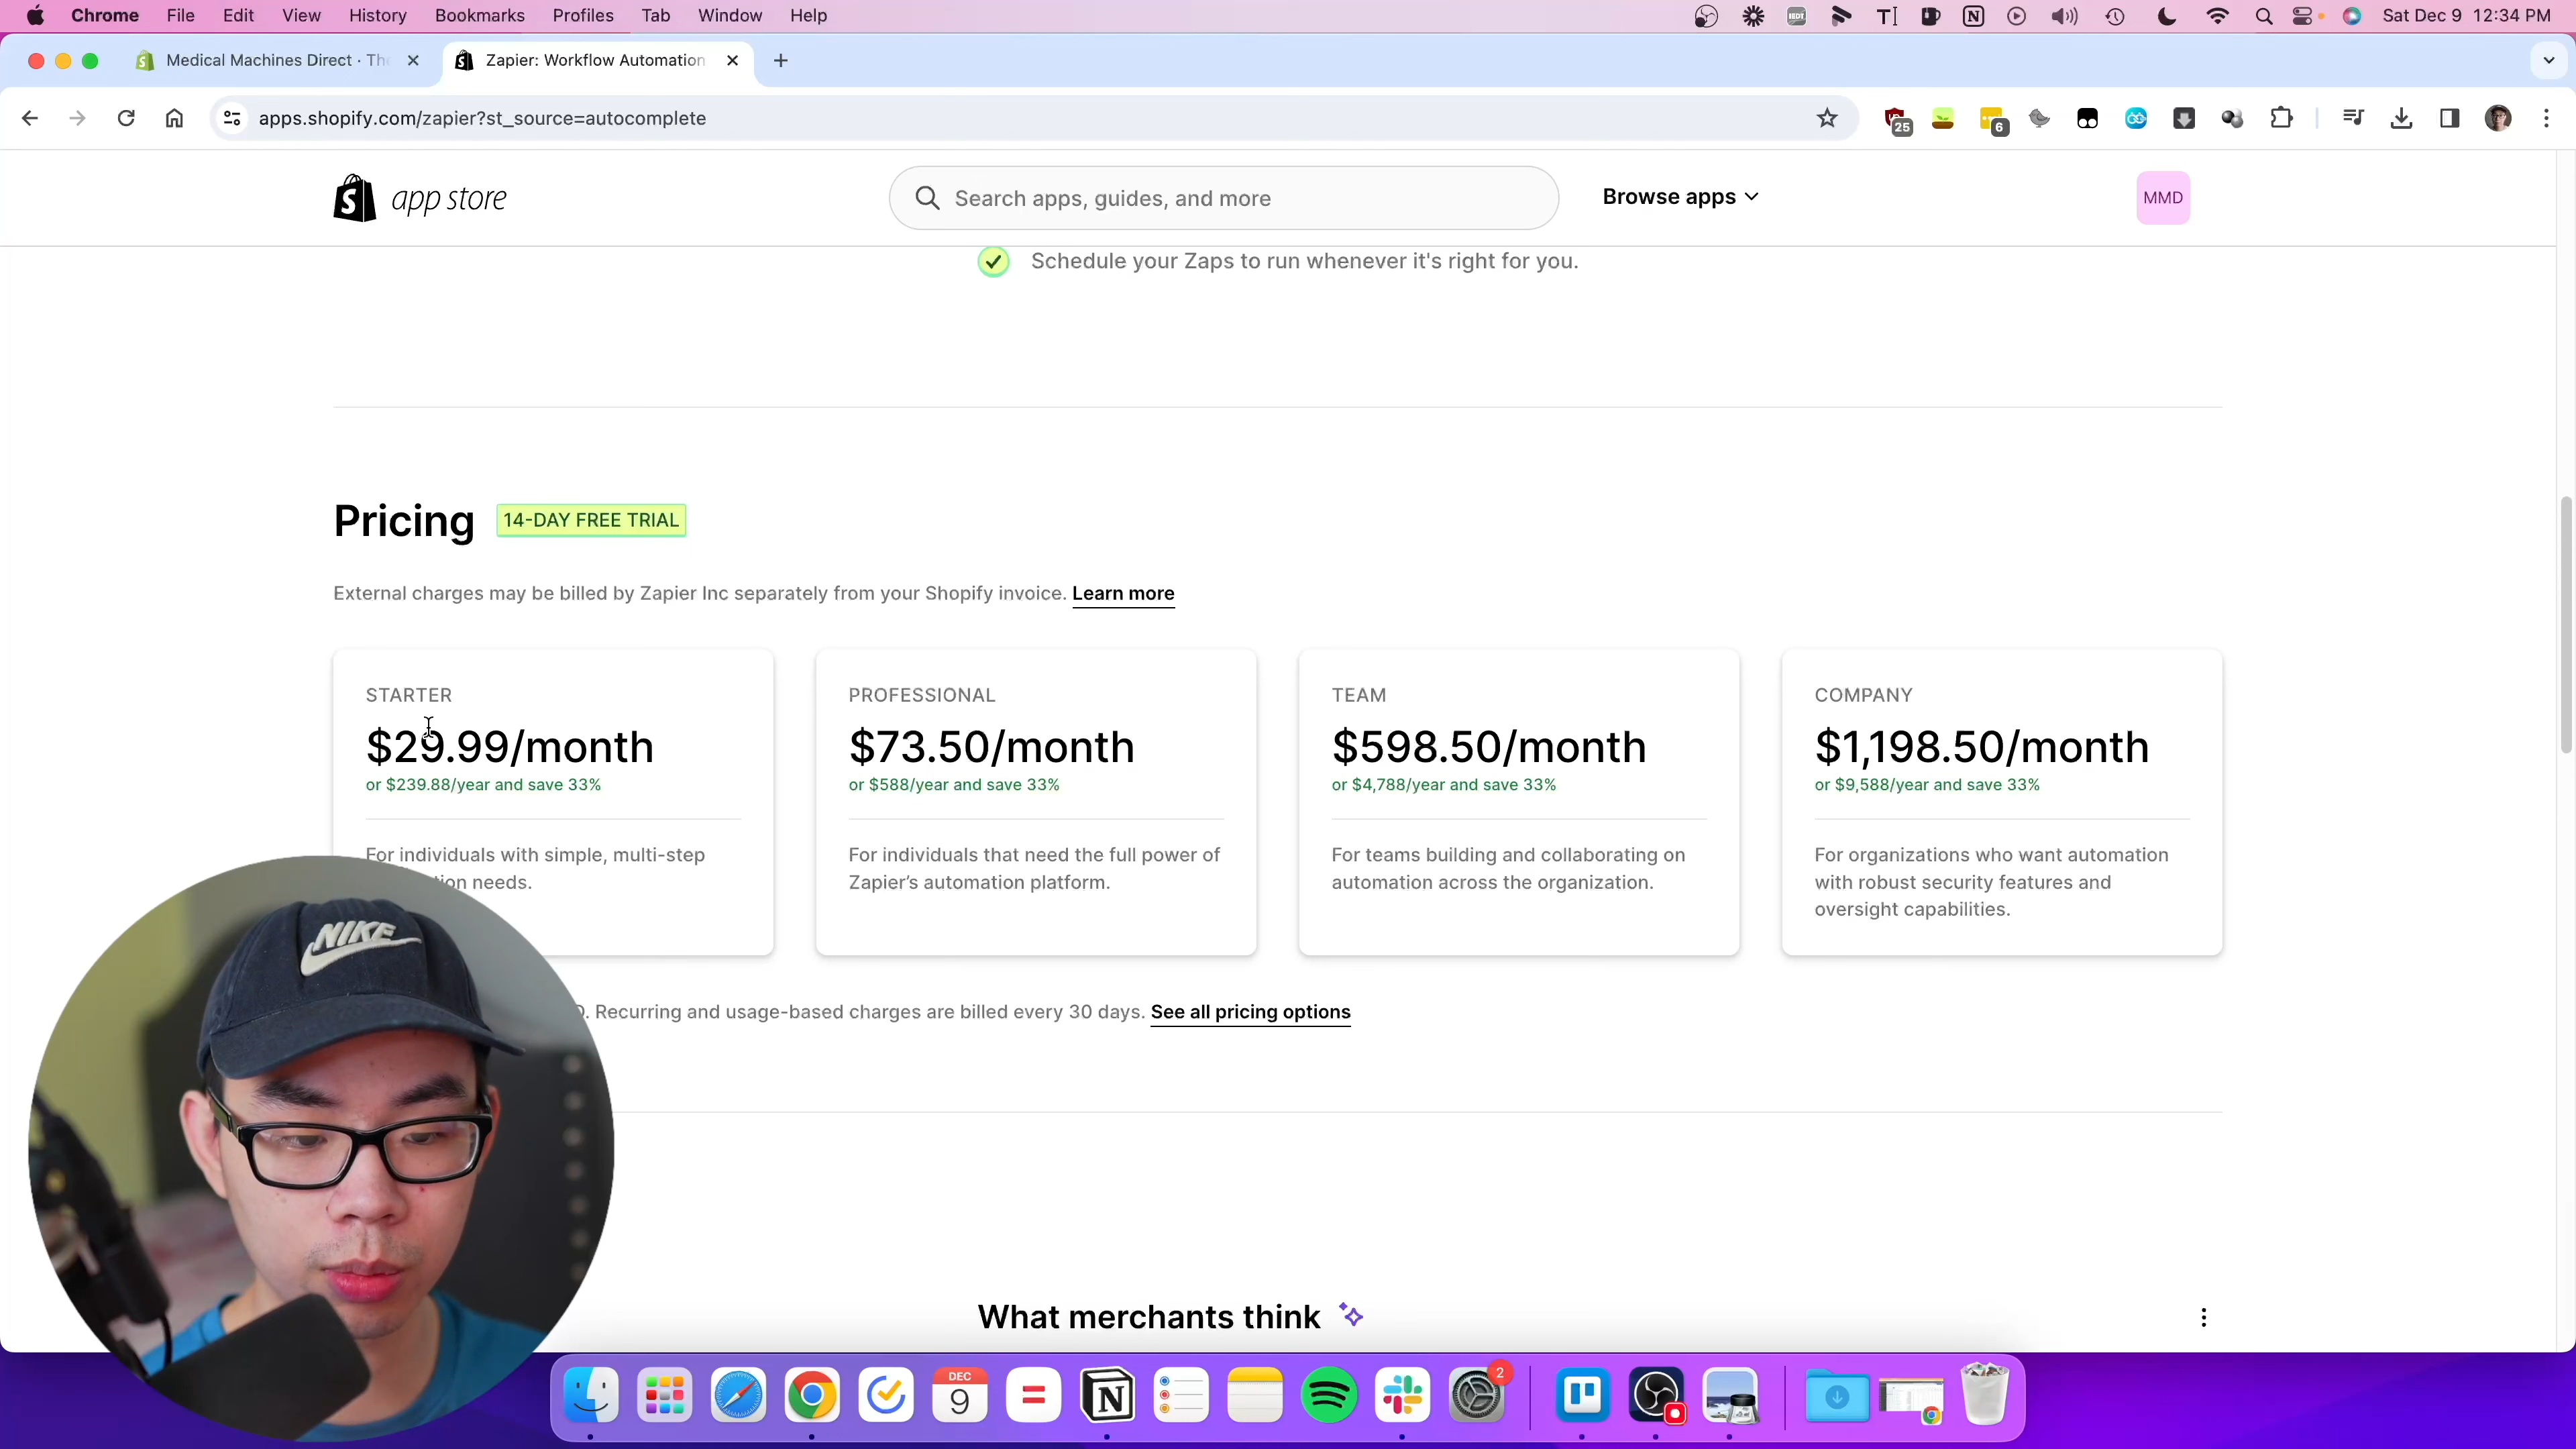 Chrome File Edit View History Bookmarks Profiles Tab Window Help Sat Dec 9 12:34 PM
Medical Machines Direct · Th
Zapier: Workflow Automation
apps.shopify.com/zapier?st_source=autocomplete
25
6
app store
Search apps, guides, and more
Browse apps
MMD
Schedule your Zaps to run whenever it's right for you.
Pricing
14-DAY FREE TRIAL
External charges may be billed by Zapier Inc separately from your Shopify invoice. Learn more
STARTER
$29.99/month
or $239.88/year and save 33%
For individuals with simple, multi-step
needs.
PROFESSIONAL
$73.50/month
or $588/year and save 33%
For individuals that need the full power of
Zapier’s automation platform.
TEAM
$598.50/month
or $4,788/year and save 33%
For teams building and collaborating on
automation across the organization.
COMPANY
$1,198.50/month
or $9,588/year and save 33%
For organizations who want automation
with robust security features and
oversight capabilities.
Recurring and usage-based charges are billed every 30 days. See all pricing options
NIKE
What merchants think
DEC
9
2